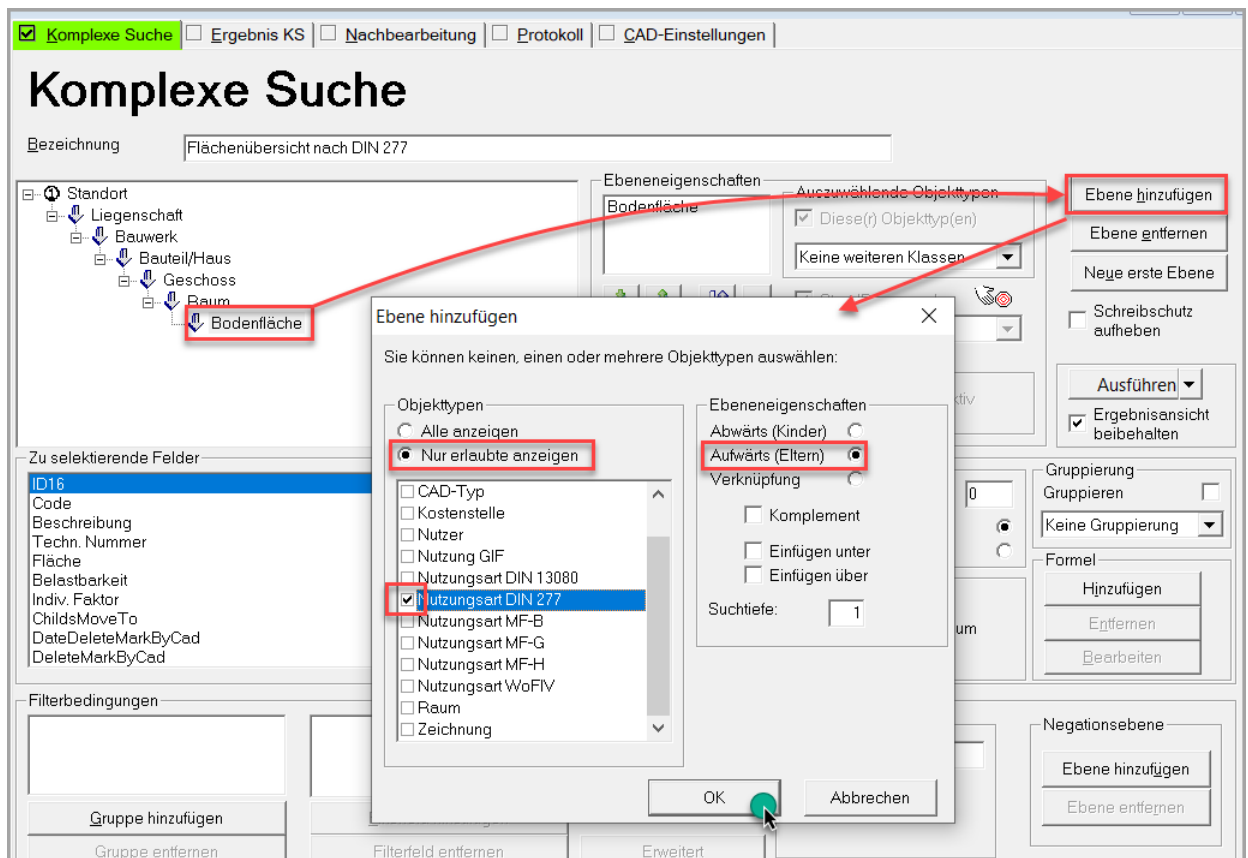 Komplexe Suche
Ergebnis KS
Nachbearbeitung
Protokoll
CAD-Einstellungen
Komplexe Suche
Bezeichnung
Flächenübersicht nach DIN 277
Standort
Liegenschaft
Bauwerk
Bauteil/Haus
Geschoss
Raum
Bodenfläche
Ebeneneigenschaften
Bodenfläche
Auszuwählende Objekttypen
Diese(r) Objekttyp(en)
Keine weiteren Klassen
Ebene hinzufügen
Ebene entfernen
Neue erste Ebene
Schreibschutz
aufheben
Ausführen
Ergebnisansicht
beibehalten
Ebene hinzufügen
Sie können keinen, einen oder mehrere Objekttypen auswählen:
Objekttypen
Alle anzeigen
Nur erlaubte anzeigen
CAD-Typ
Kostenstelle
Nutzer
Nutzung GIF
Nutzungsart DIN 13080
Nutzungsart DIN 277
Nutzungsart MF-B
Nutzungsart MF-G
Nutzungsart MF-H
Nutzungsart WoFIV
Raum
Zeichnung
Ebeneneigenschaften
Abwärts (Kinder)
Aufwärts (Eltern)
Verknüpfung
Komplement
Einfügen unter
Einfügen über
Suchtiefe:
1
OK
Abbrechen
Zu selektierende Felder
ID16
Code
Beschreibung
Techn. Nummer
Fläche
Belastbarkeit
Indiv. Faktor
ChildsMoveTo
DateDeleteMarkByCad
DeleteMarkByCad
0
Gruppierung
Gruppieren
Keine Gruppierung
Formel
Hinzufügen
Entfernen
Bearbeiten
Filterbedingungen
Gruppe hinzufügen
Gruppe entfernen
Filterfeld entfernen
Erweitert
Negationsebene
Ebene hinzufügen
Ebene entfernen